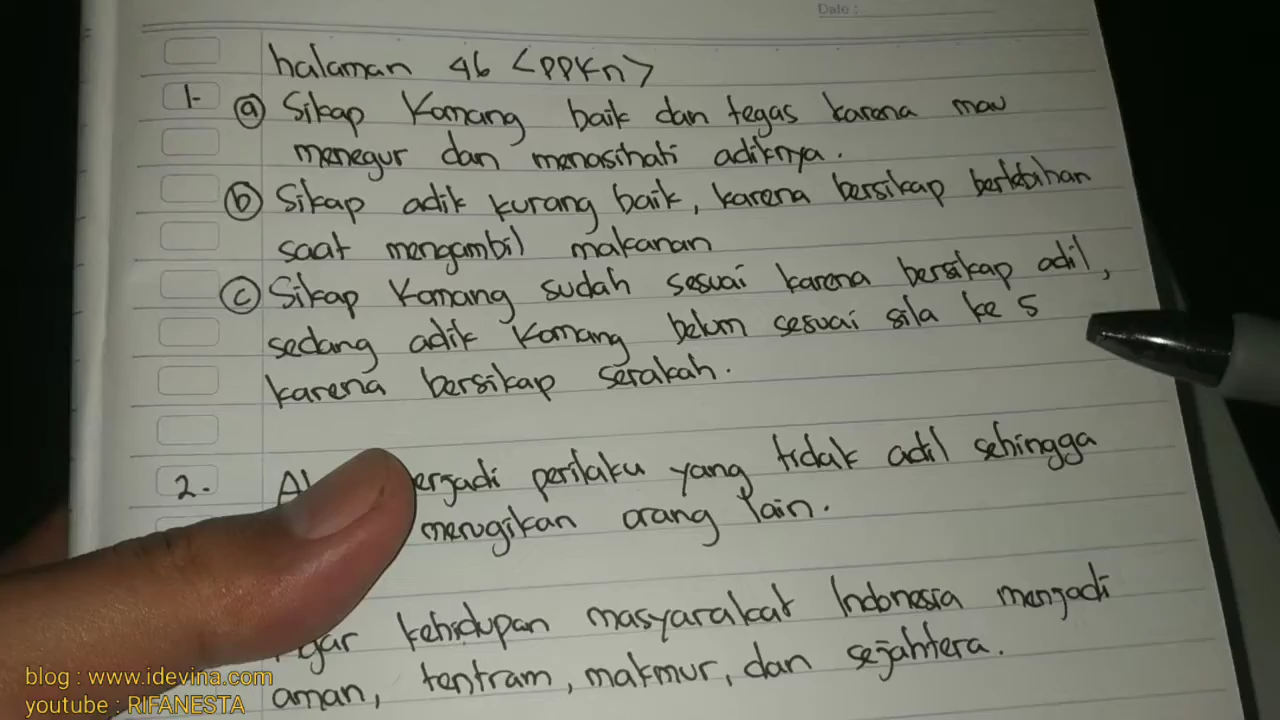 Date :
halaman 46 <PPKn>
1. a Sikap Komang baik dan tegas karena mau
menegur dan menasihati adiknya.
b Sikap adik kurang baik, karena bersikap berlebihan
saat mengambil makanan
c Sikap Komang sudah sesuai karena bersikap adil,
sedang adik Komang belum sesuai sila ke 5
karena bersikap serakah.
2. perilaku yang tidak adil sehingga
merugikan orang lain.
kehidupan masyarakat Indonesia menjadi
aman, tentram, makmur, dan sejahtera.
blog : www.idevina.com
youtube : RIFANESTA